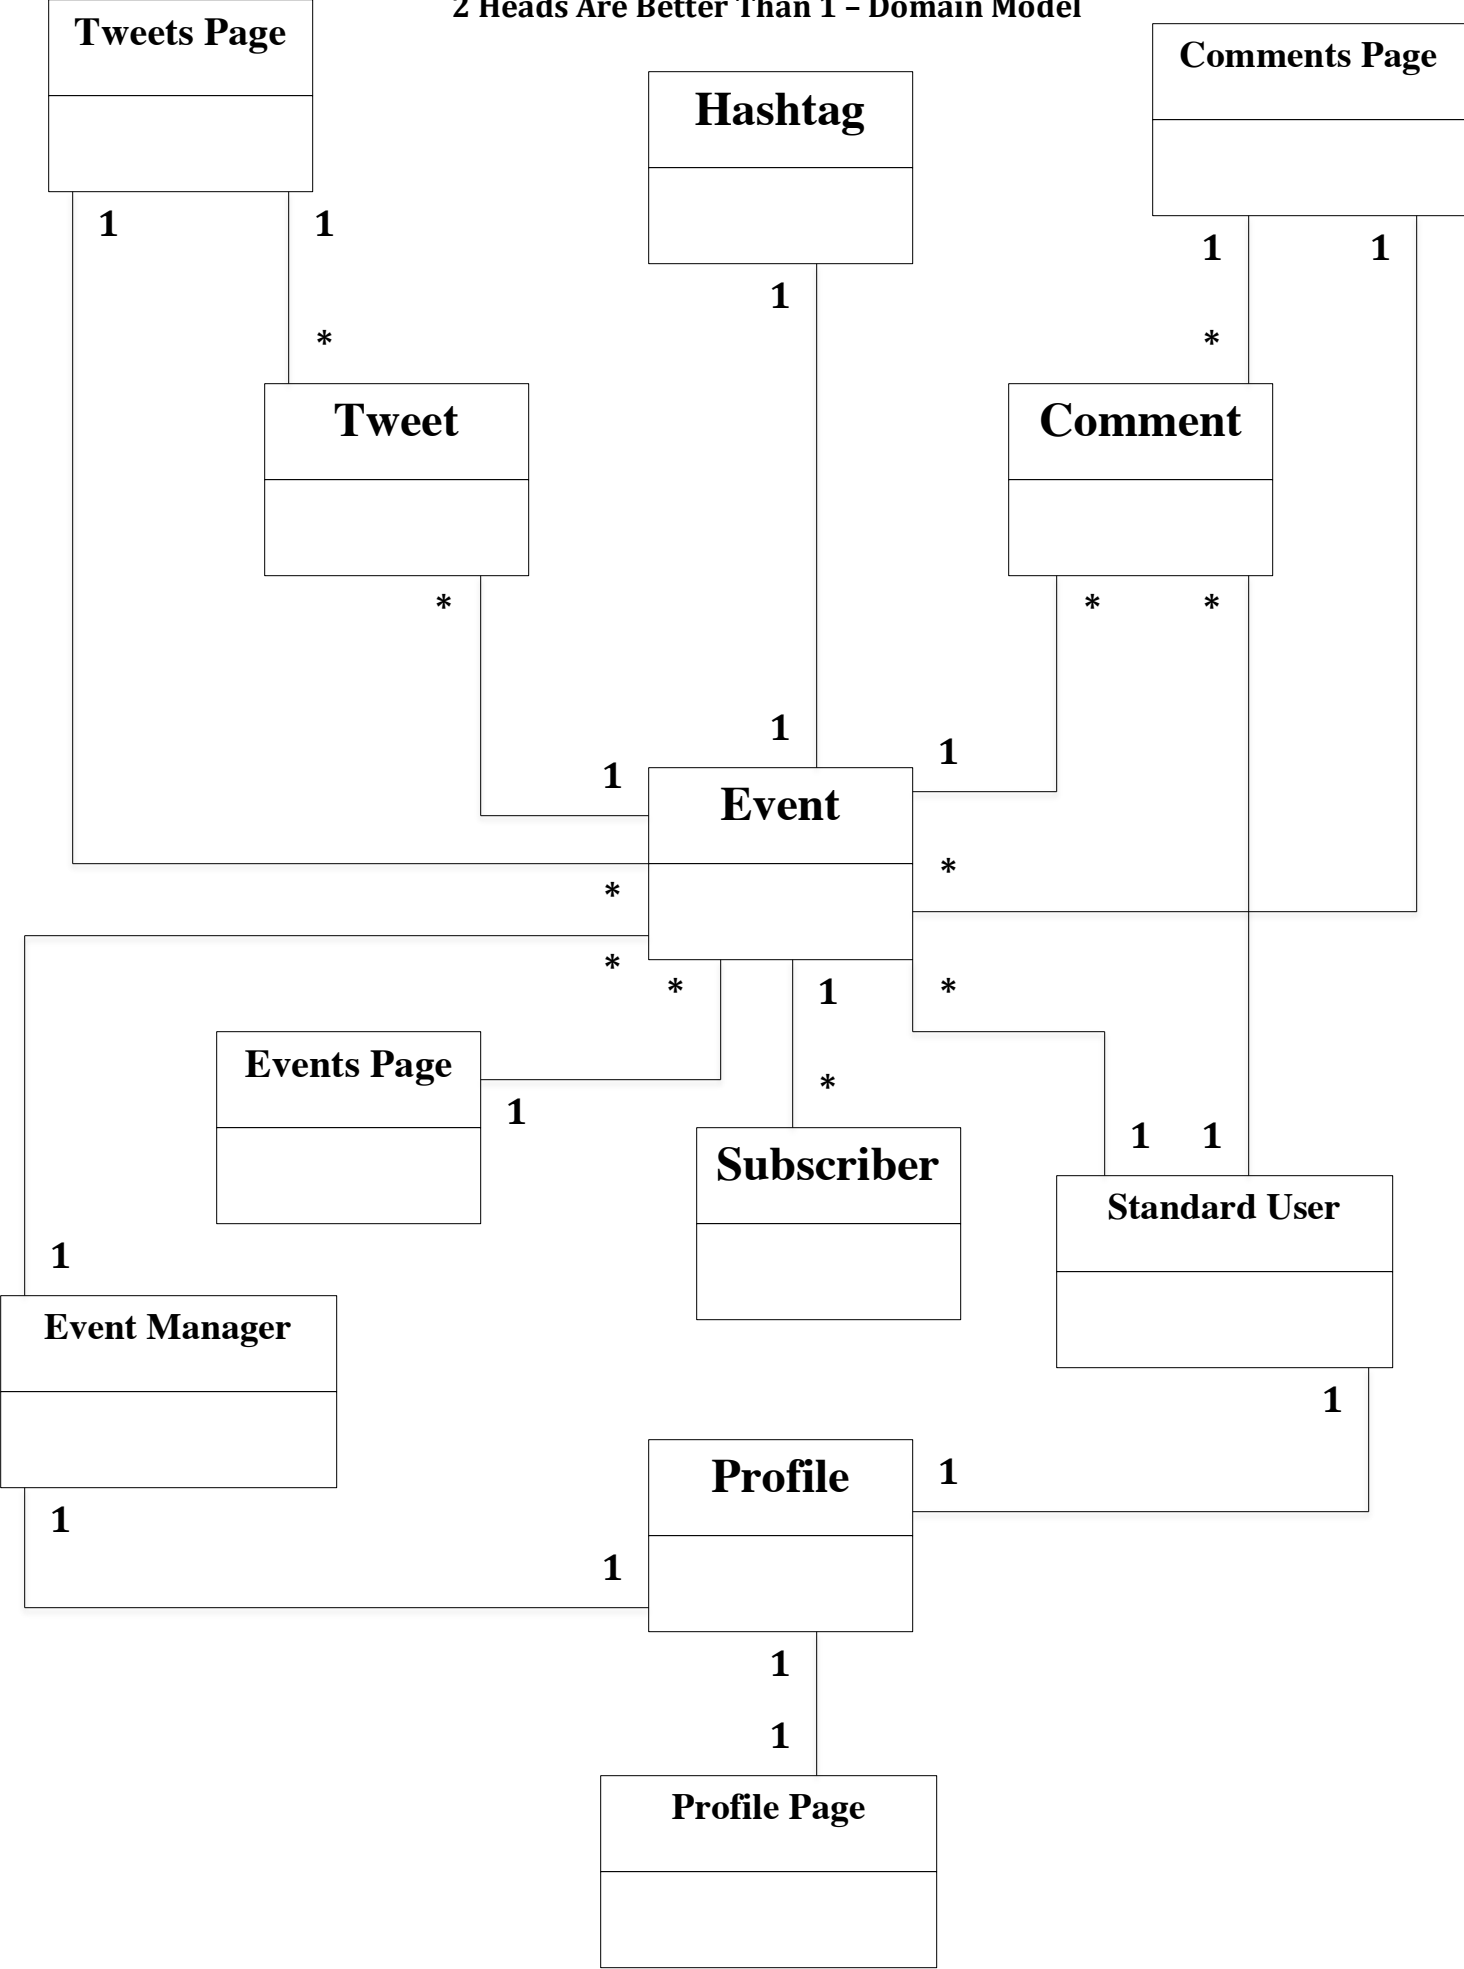 2 Heads Are Better Than 1 – Domain Model
Tweets Page
Comments Page
Hashtag
1
1
1
1
1
*
*
Tweet
Comment
*
*
*
1
1
1
Event
*
*
*
*
1
*
Events Page
1
*
1
1
Subscriber
Standard User
1
Event Manager
1
Profile
1
1
1
1
1
Profile Page